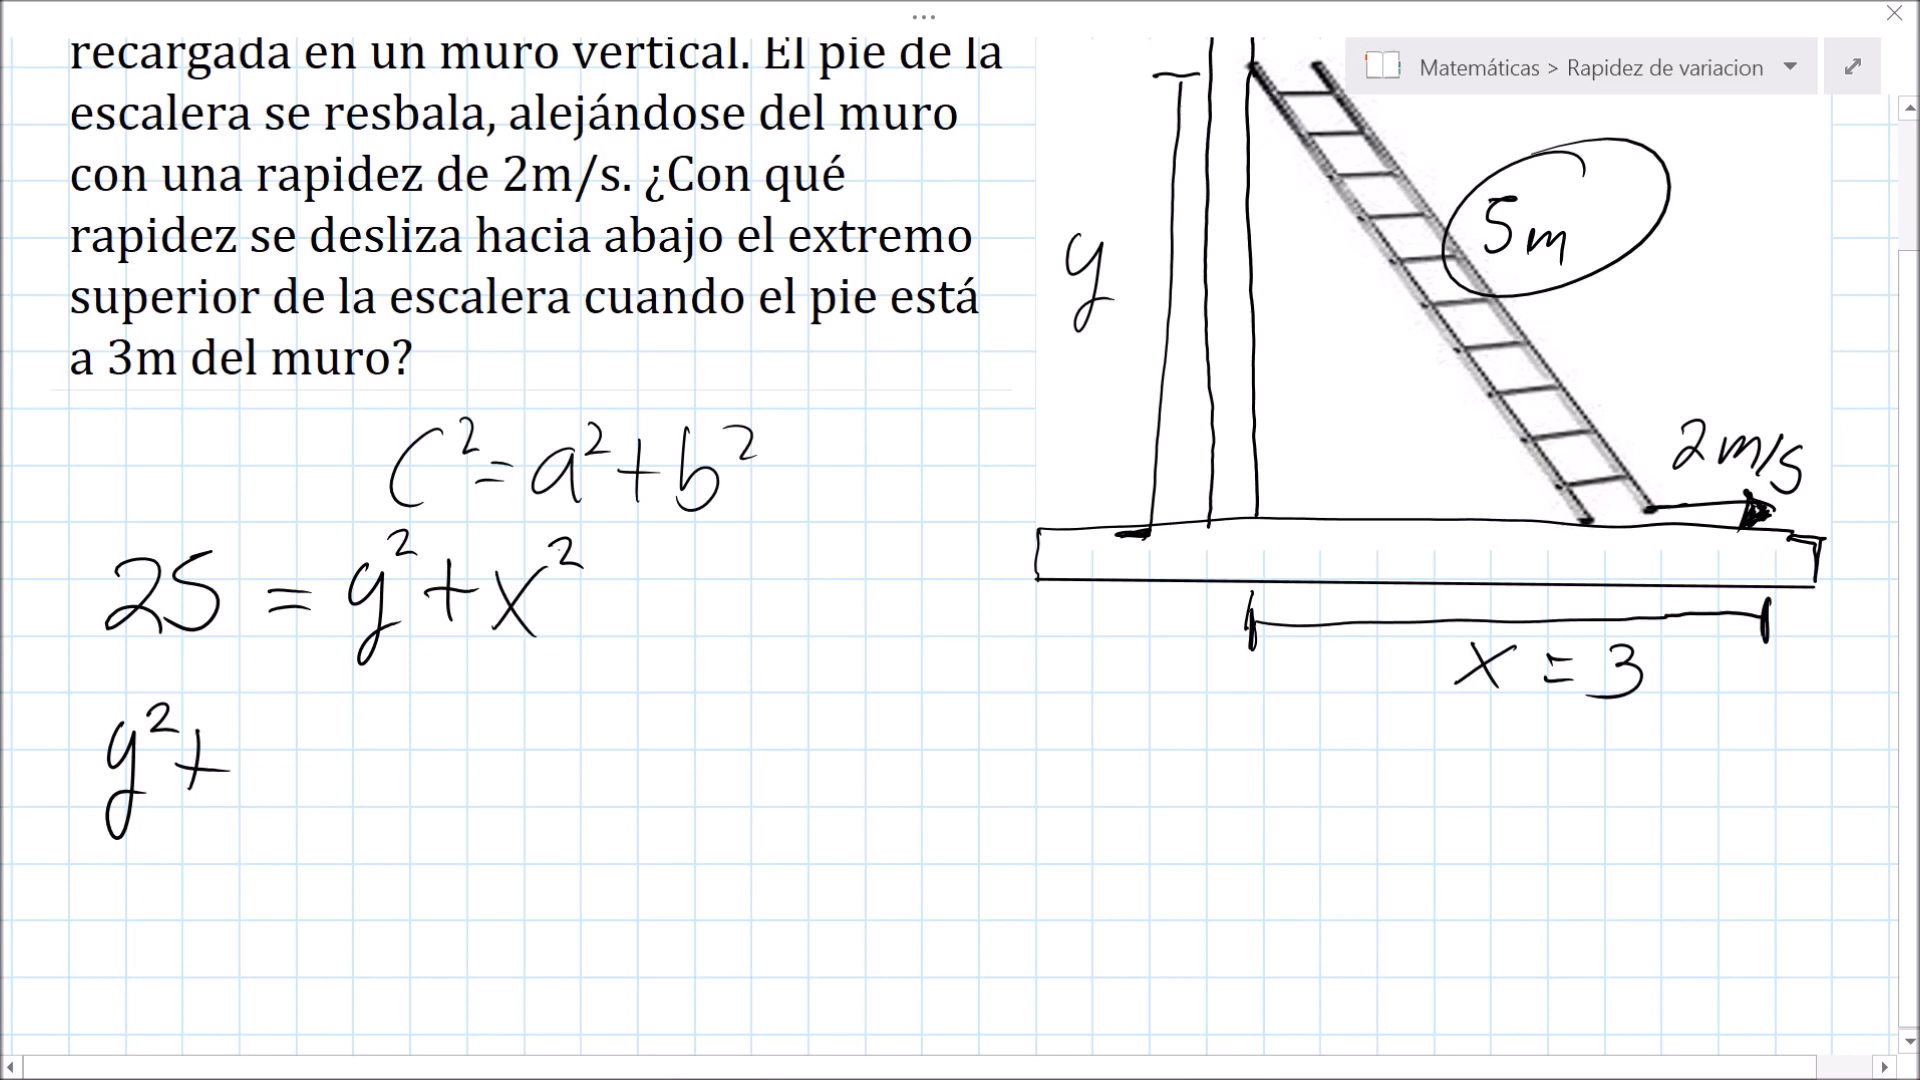 recargada en un muro vertical. El pie de la
escalera se resbala, alejándose del muro
con una rapidez de 2m/s. ¿Con qué
rapidez se desliza hacia abajo el extremo
superior de la escalera cuando el pie está
a 3m del muro?
Matemáticas > Rapidez de variacion
C² = a² + b²
25 = y² + x²
y² +
y
5m
2 m/s
x = 3